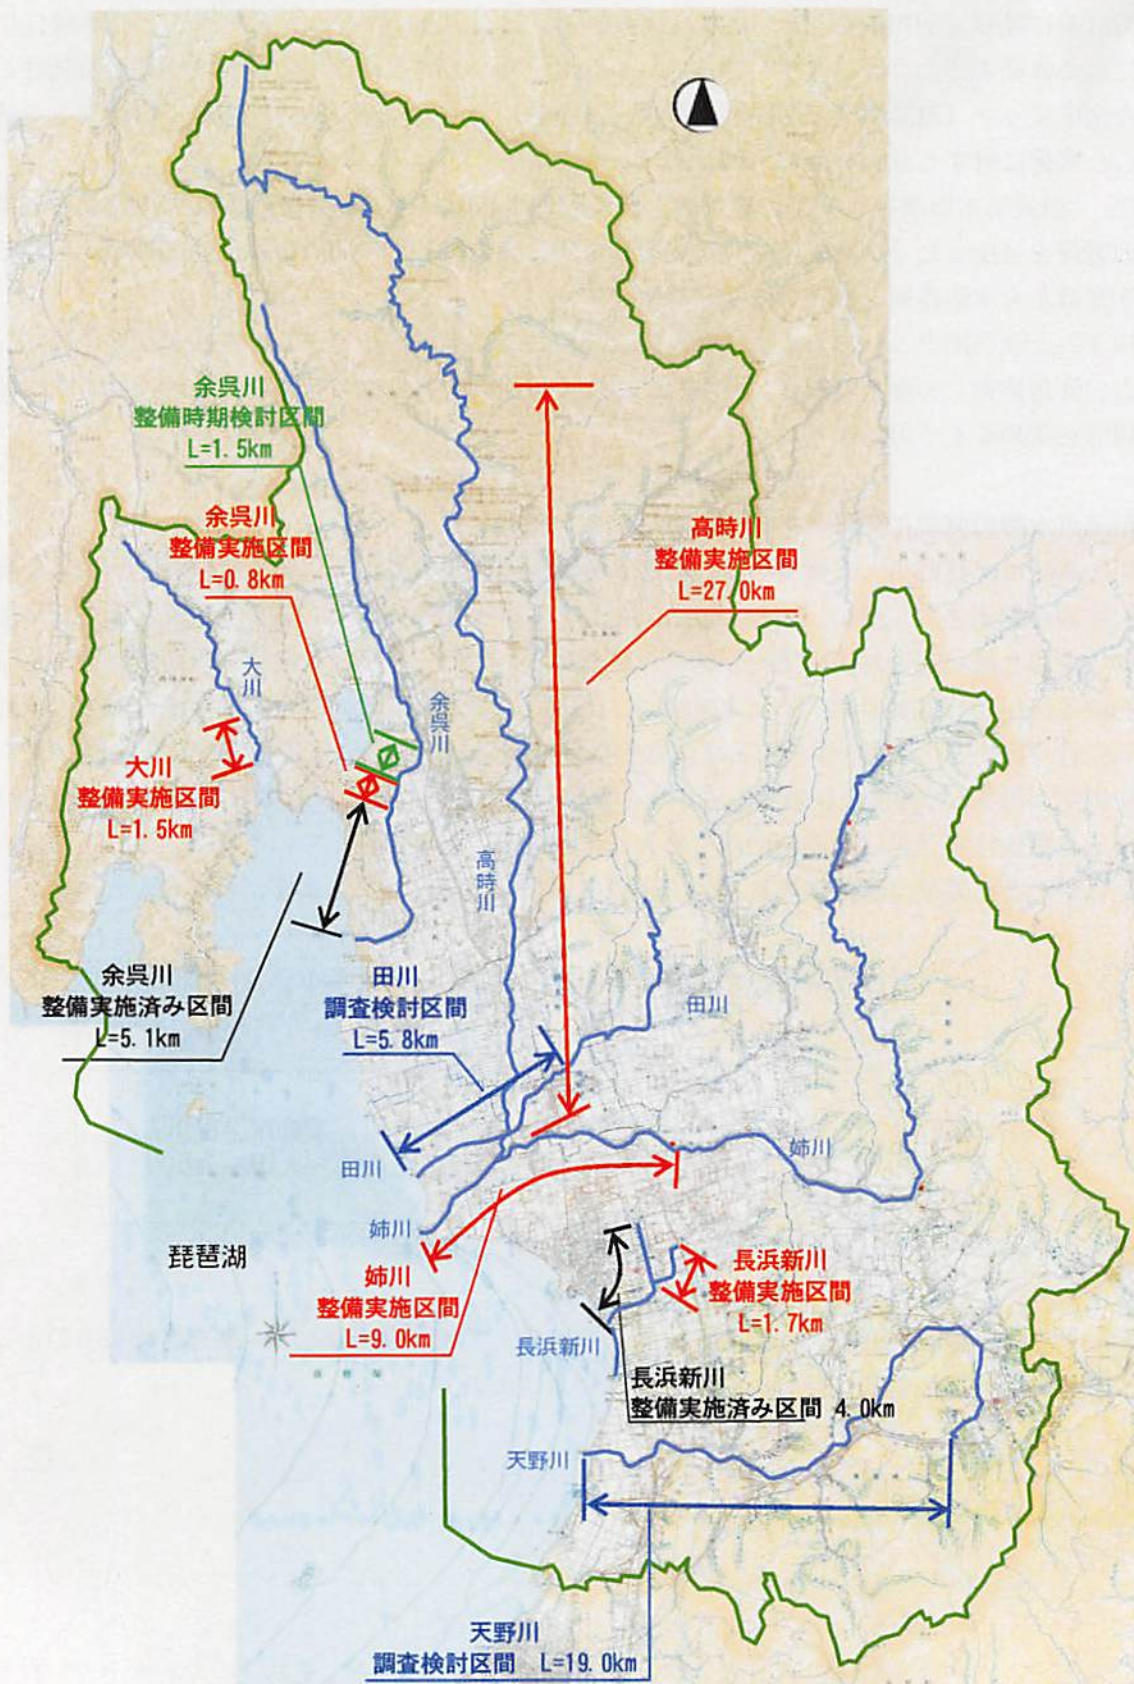 余呉川
整備時期検討区間
L=1.5km
余呉川
整備実施区間
L=0.8km
高時川
整備実施区間
L=27.0km
大川
余呉川
大川
整備実施区間
L=1.5km
高時川
余呉川
整備実施済み区間
L=5.1km
田川
調査検討区間
L=5.8km
田川
田川
姉川
姉川
琵琶湖
姉川
整備実施区間
L=9.0km
長浜新川
整備実施区間
L=1.7km
長浜新川
長浜新川
整備実施済み区間 4.0km
天野川
天野川
調査検討区間 L=19.0km